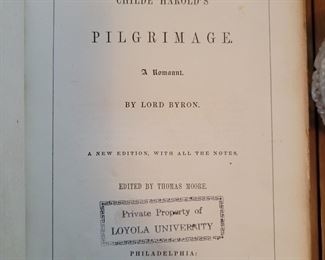 CHILDE HAROLD'S
PILGRIMAGE.
A Romaunt.
BY LORD BYRON.
A NEW EDITION, WITH ALL THE NOTES,
EDITED BY THOMAS MOORE.
Private Property of
LOYOLA UNIVERSITY
PHILADELPHIA: